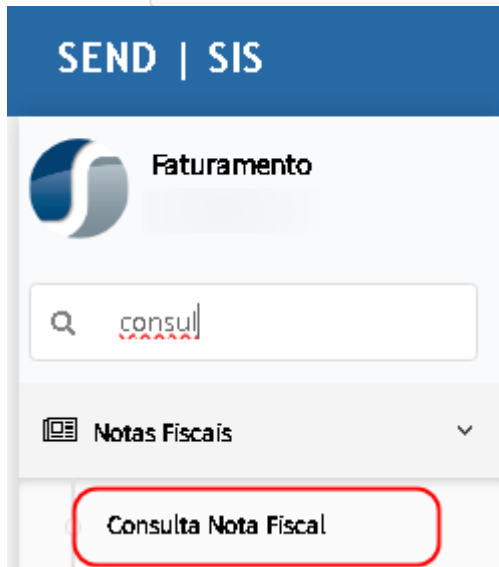 SEND | SIS
Faturamento
consul
Notas Fiscais
Consulta Nota Fiscal